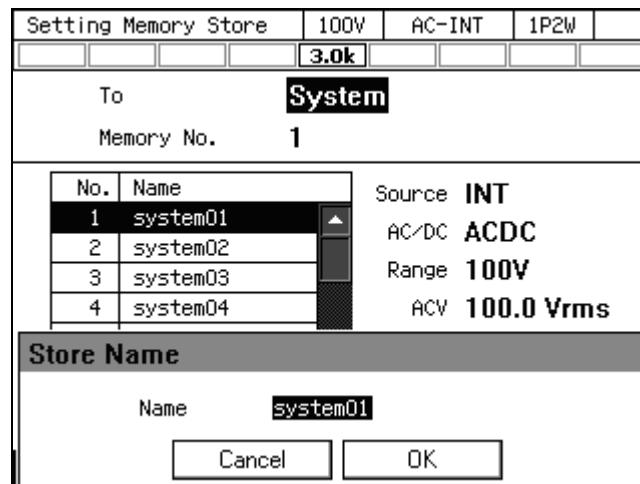 Setting Memory Store 100V AC-INT 1P2W
3.0k
To System
Memory No. 1
No. Name
1 system01
2 system02
3 system03
4 system04
Source INT
AC/DC ACDC
Range 100V
ACV 100.0 Vrms
Store Name
Name system01
Cancel OK